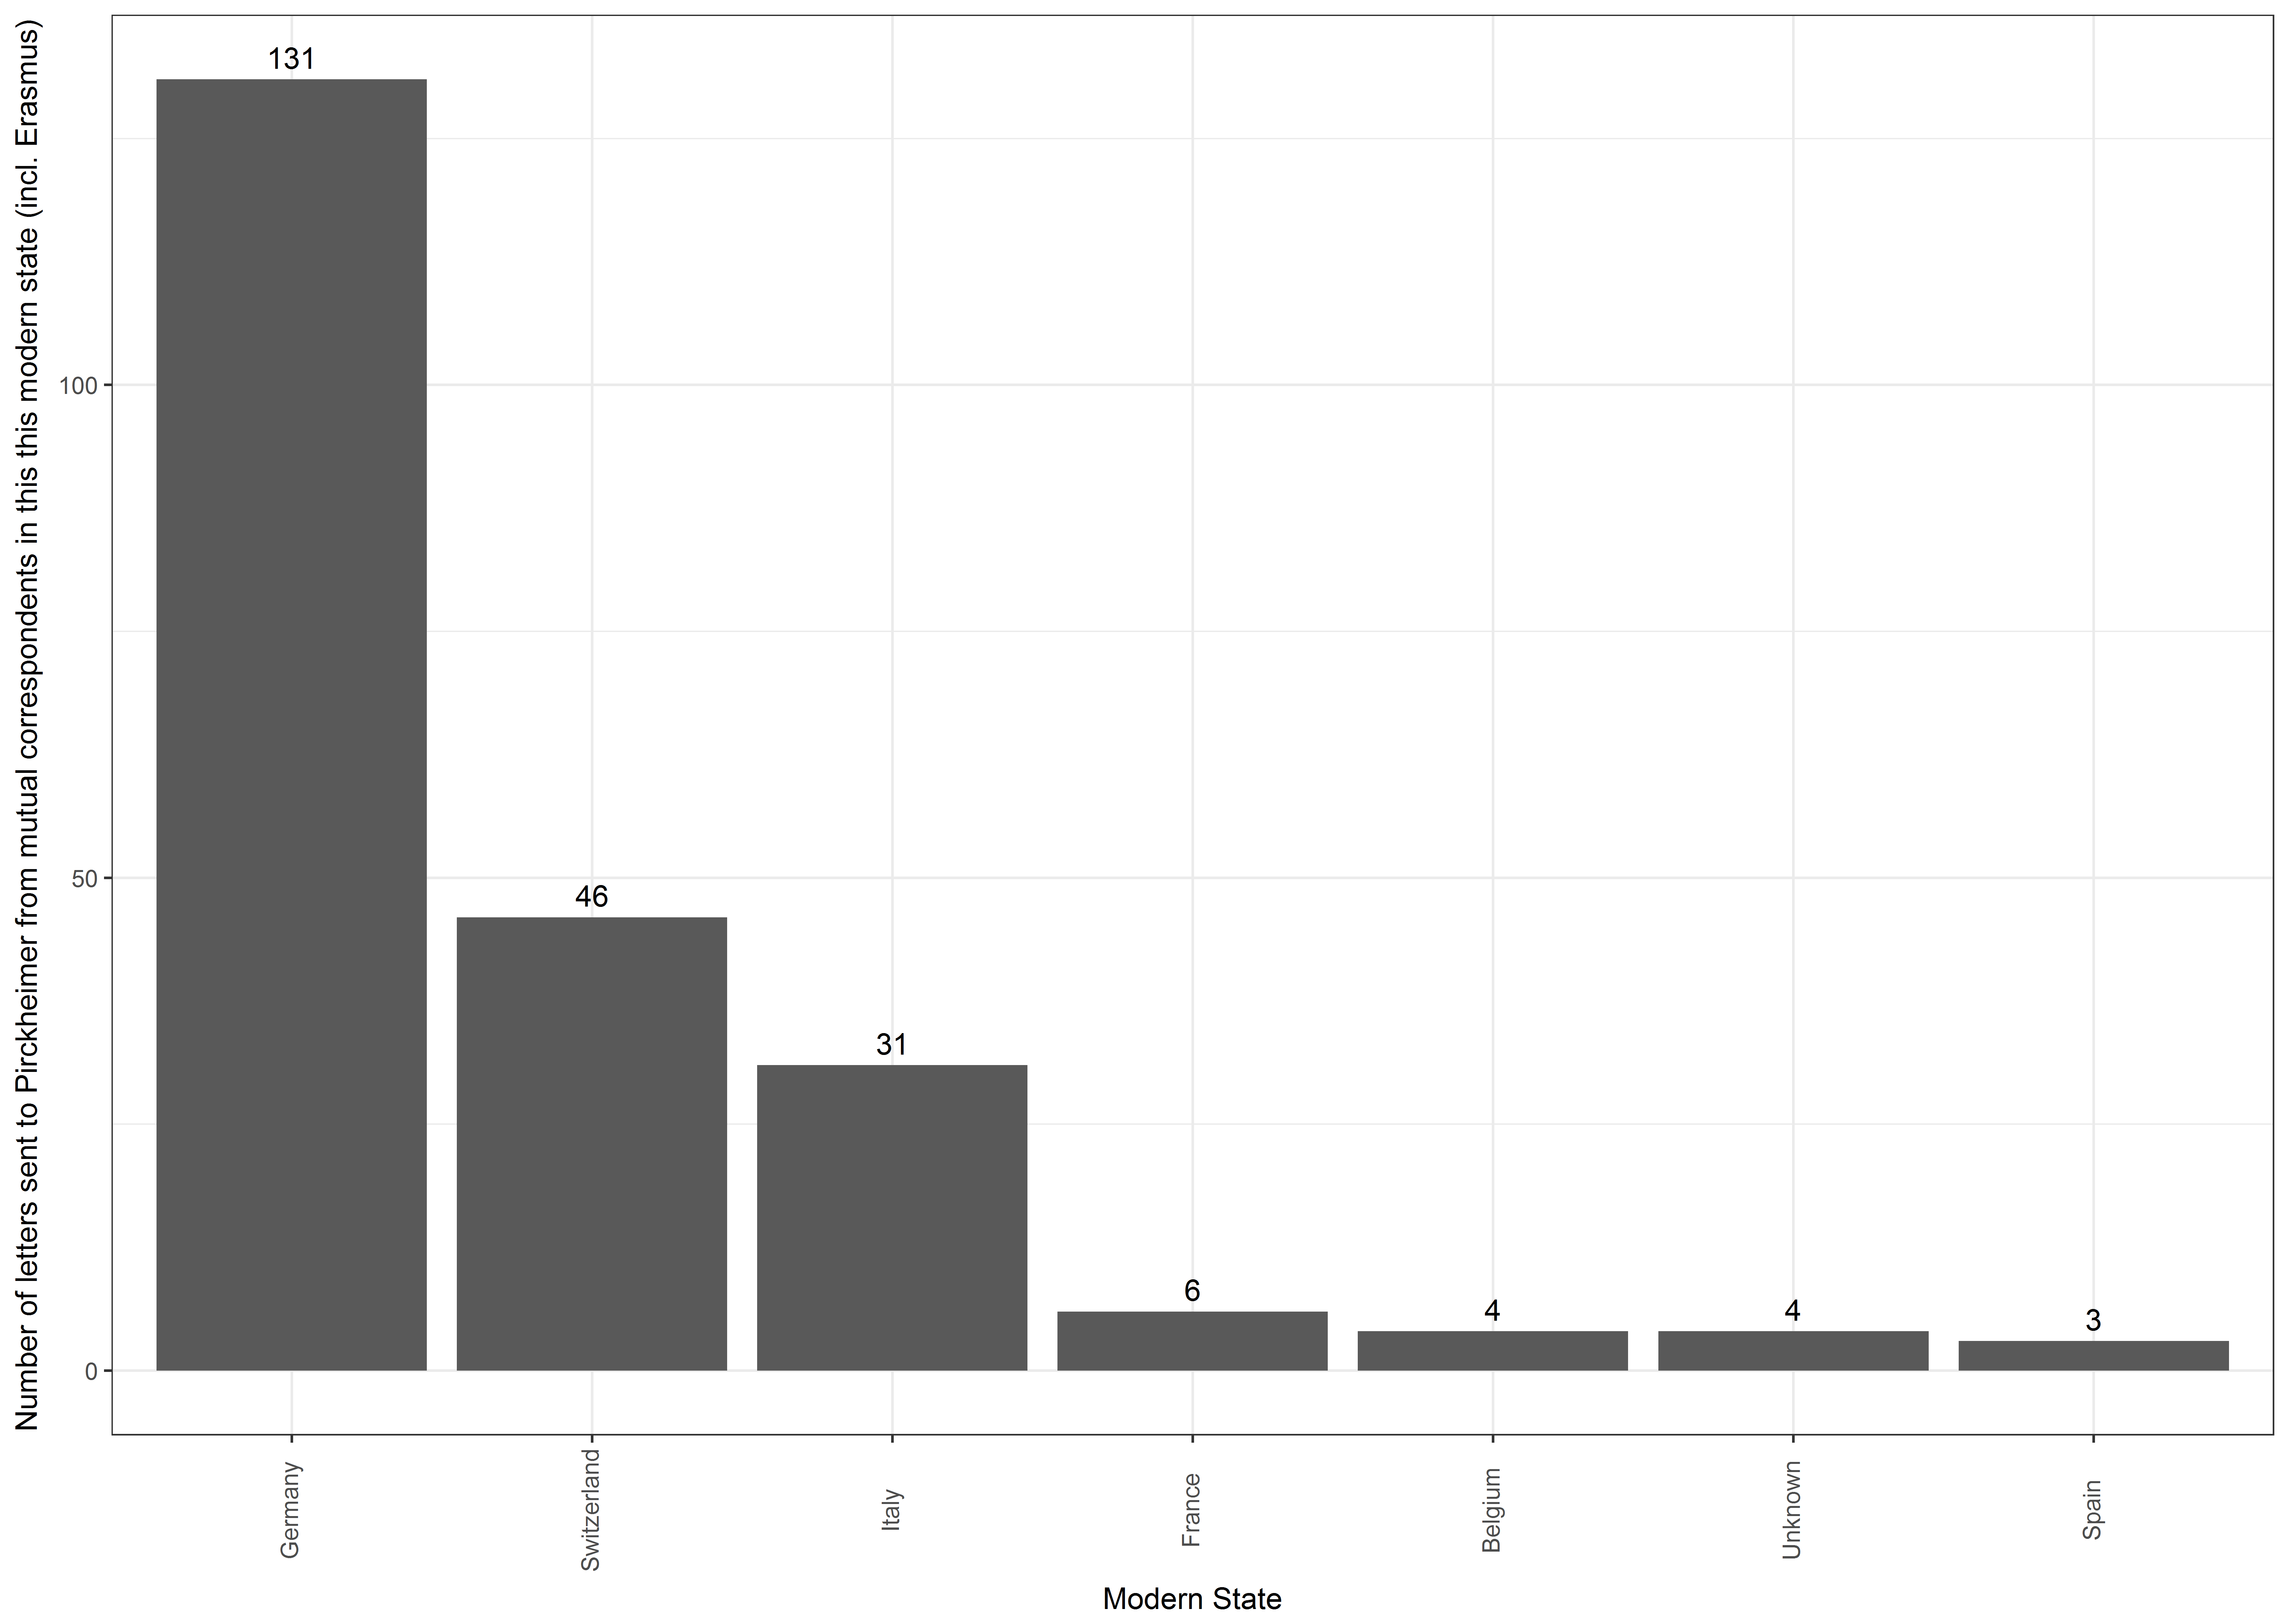 Number of letters sent to Pirckheimer from mutual correspondents in this this modern state (incl. Erasmus)
100
50
0
131
46
31
6
4
4
3
Germany
Switzerland
Italy
France
Belgium
Unknown
Spain
Modern State